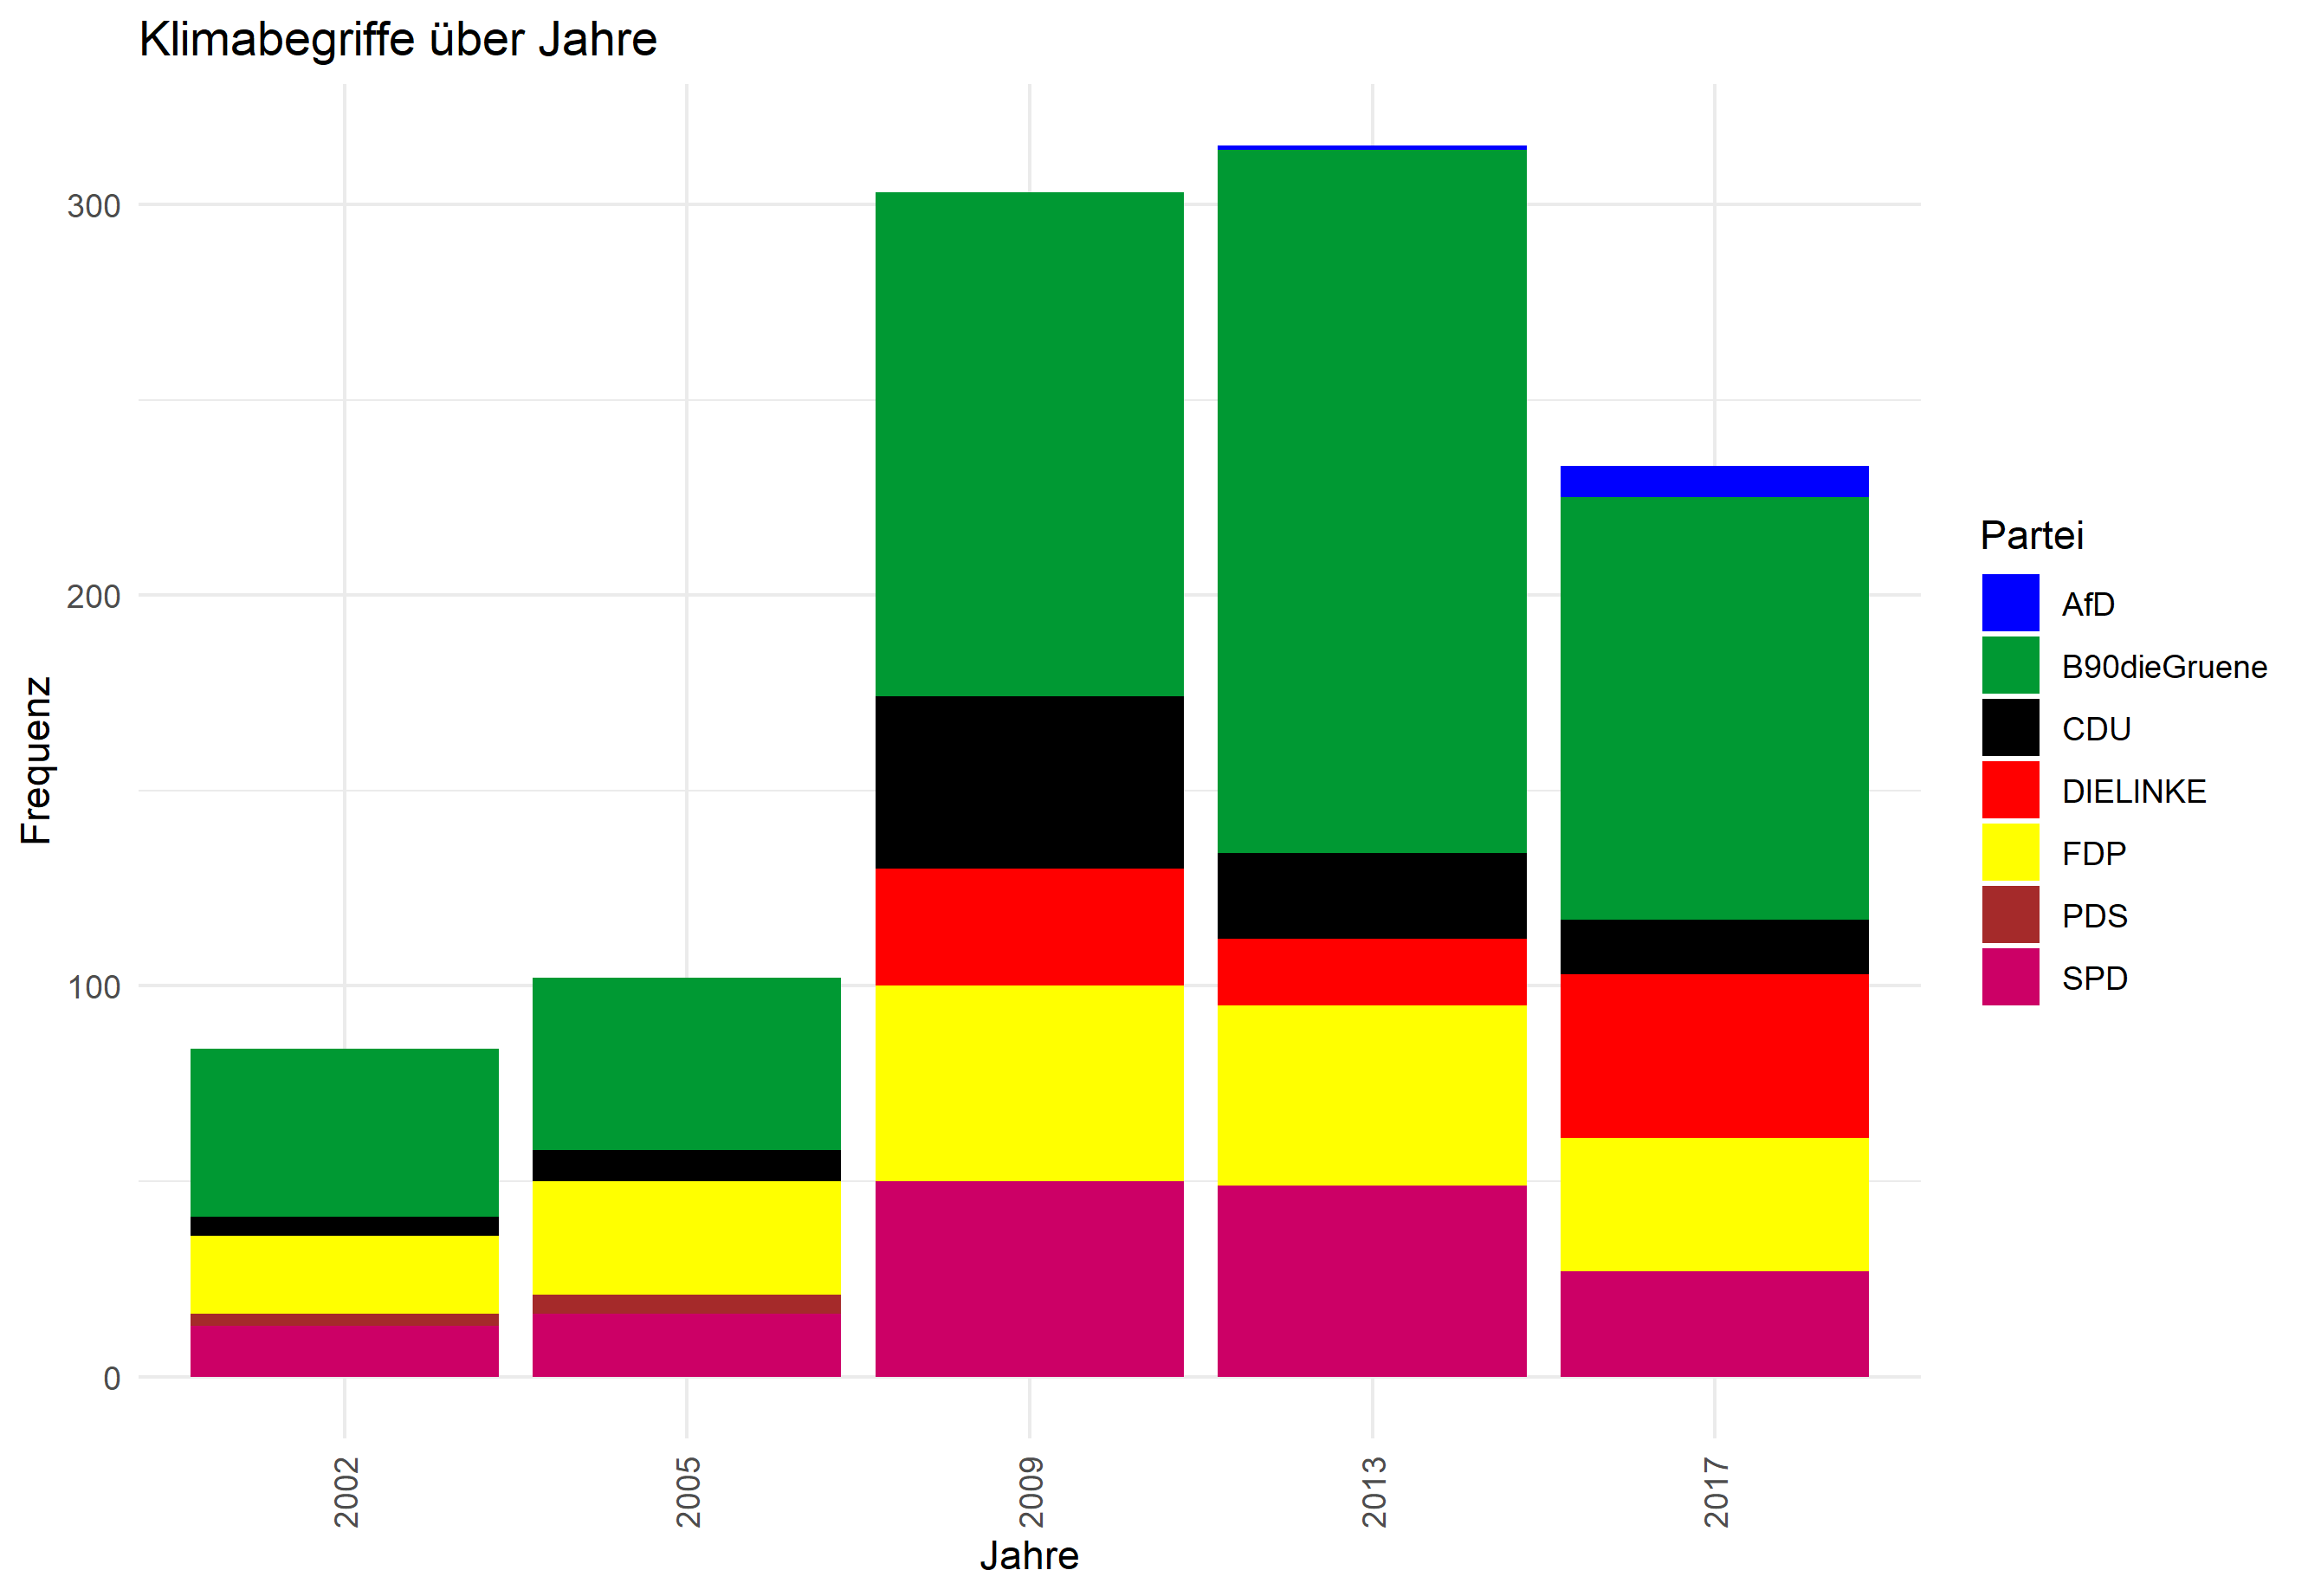 Klimabegriffe über Jahre
Frequenz
300
200
100
0
2002
2005
2009
2013
2017
Jahre
Partei
AfD
B90dieGruene
CDU
DIELINKE
FDP
PDS
SPD